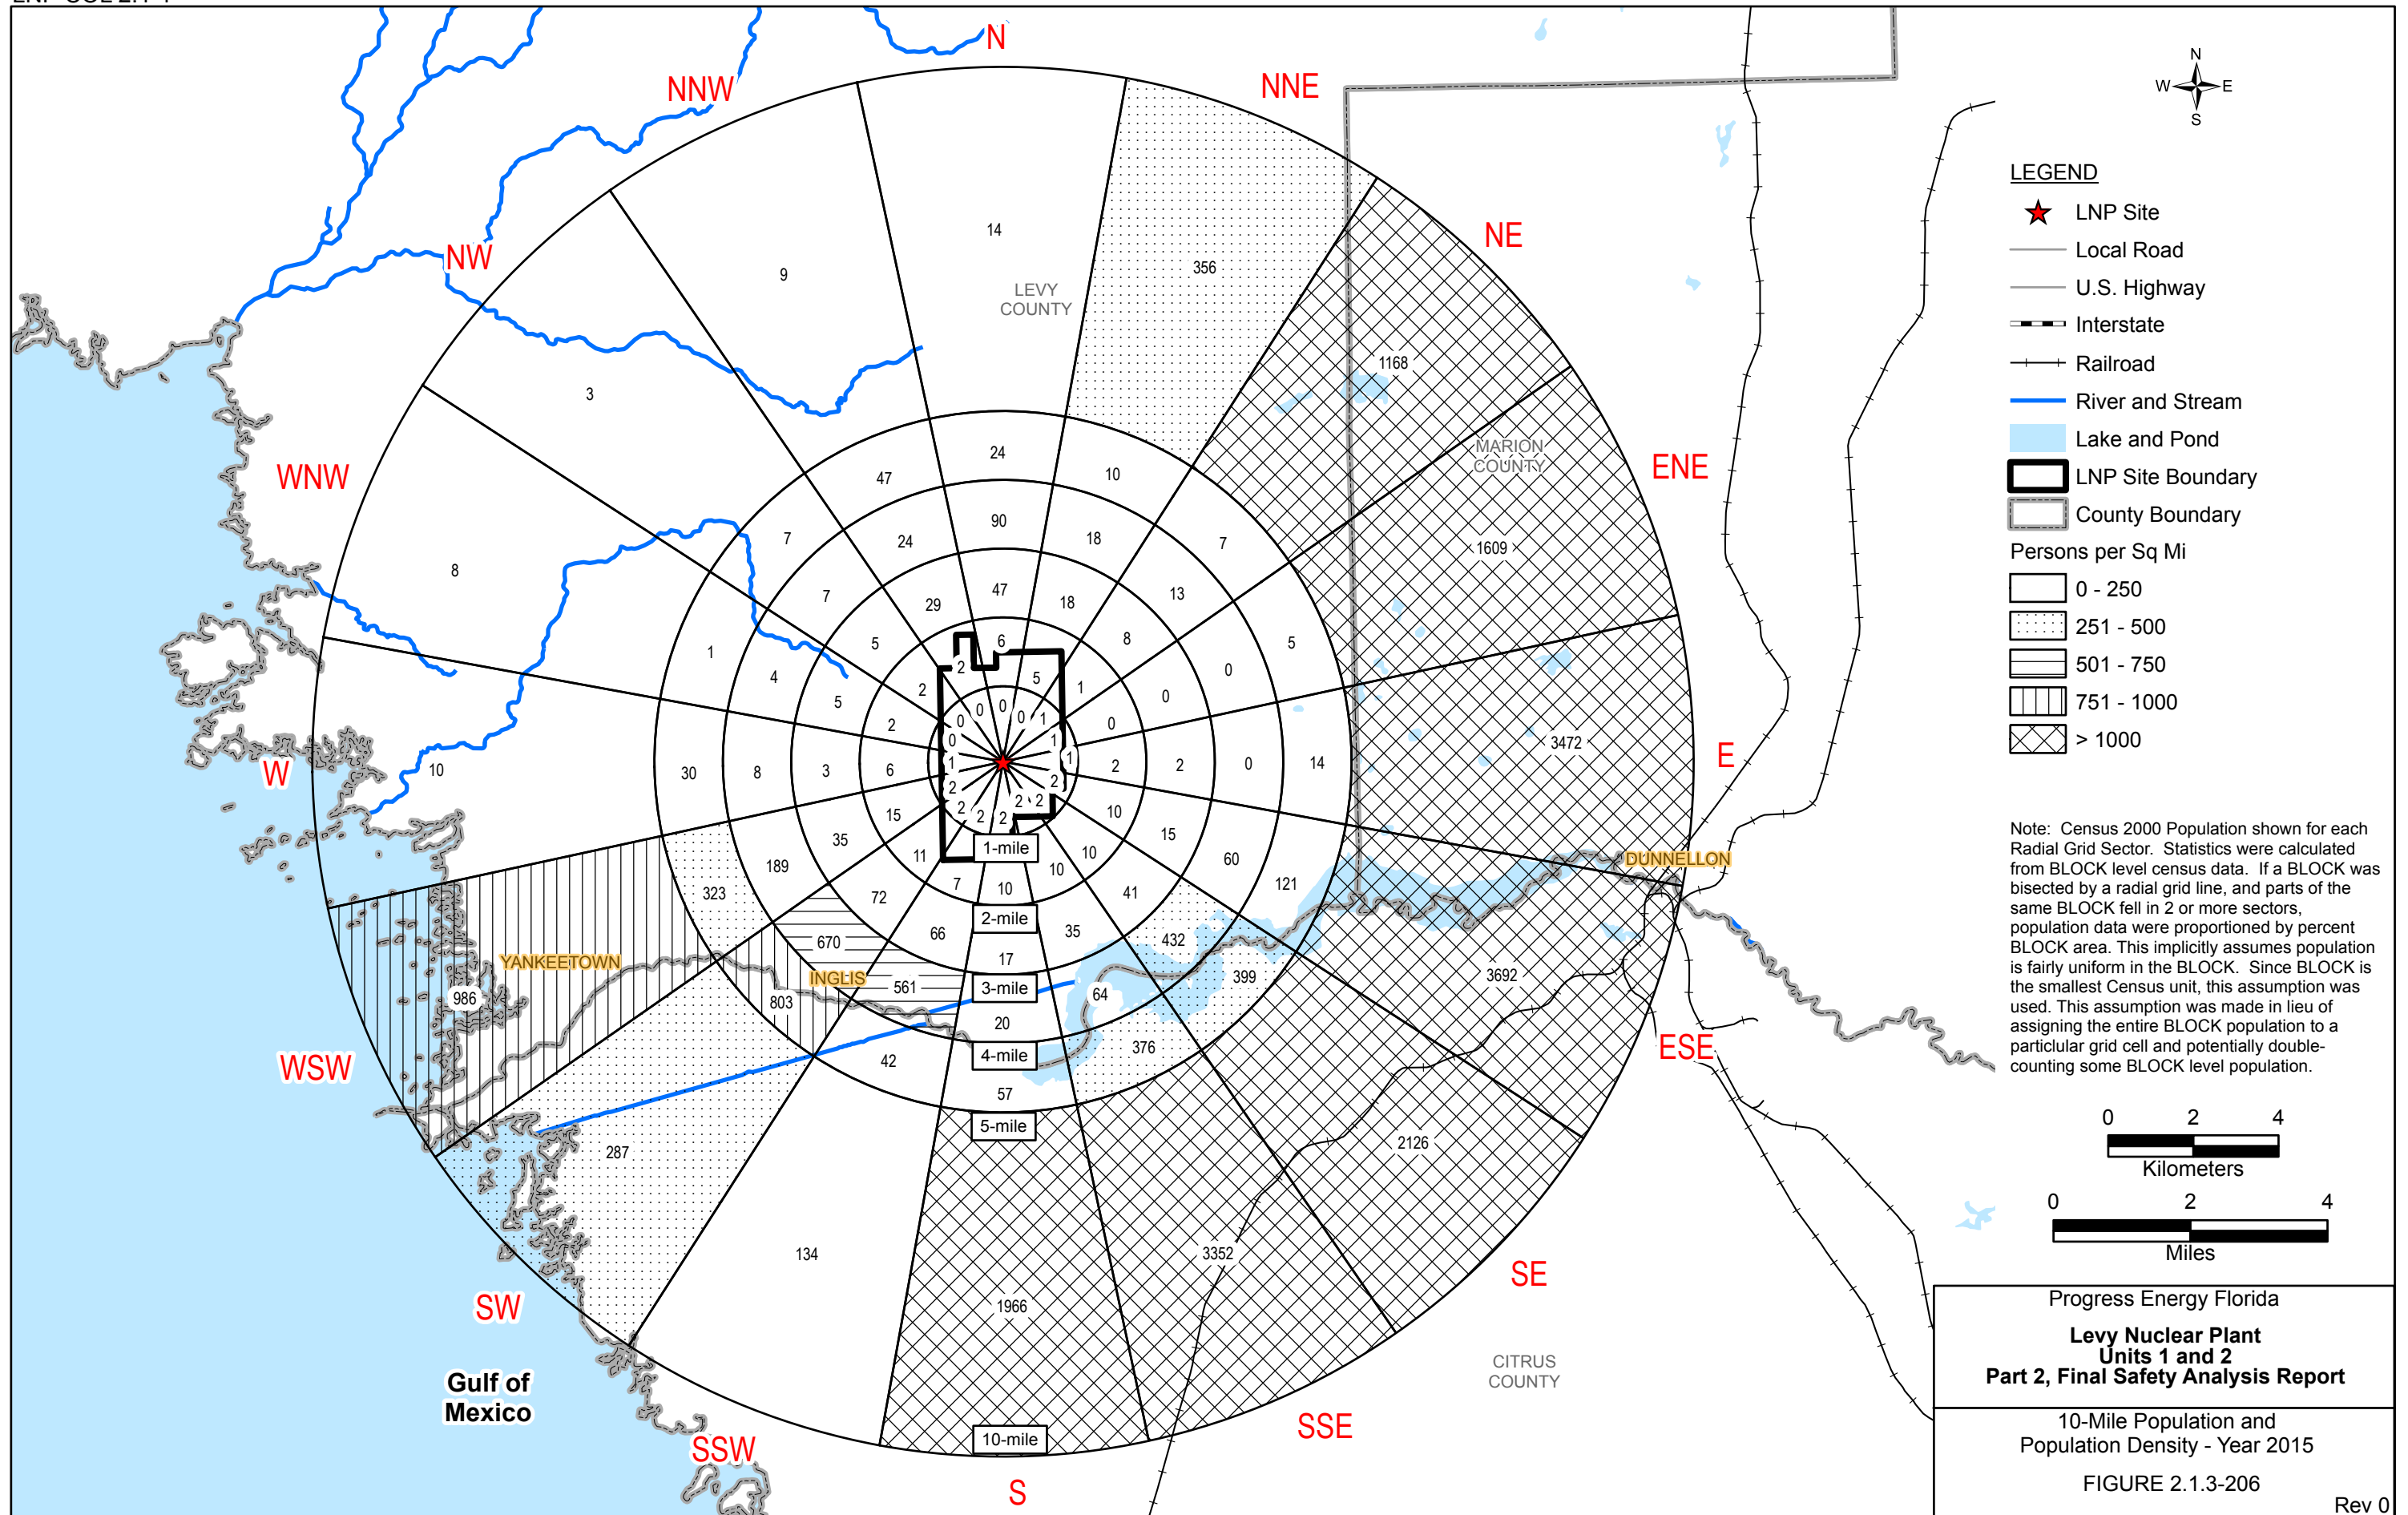 N
NNW
NNE
N
W E
S
LEGEND
LNP Site
Local Road
U.S. Highway
Interstate
Railroad
River and Stream
Lake and Pond
LNP Site Boundary
County Boundary
Persons per Sq Mi
0 - 250
251 - 500
501 - 750
751 - 1000
> 1000
Note: Census 2000 Population shown for each
Radial Grid Sector. Statistics were calculated
from BLOCK level census data. If a BLOCK was
bisected by a radial grid line, and parts of the
same BLOCK fell in 2 or more sectors,
population data were proportioned by percent
BLOCK area. This implicitly assumes population
is fairly uniform in the BLOCK. Since BLOCK is
the smallest Census unit, this assumption was
used. This assumption was made in lieu of
assigning the entire BLOCK population to a
particlular grid cell and potentially double-
counting some BLOCK level population.
0 2 4
Kilometers
0 2 4
Miles
Progress Energy Florida
Levy Nuclear Plant
Units 1 and 2
Part 2, Final Safety Analysis Report
10-Mile Population and
Population Density - Year 2015
FIGURE 2.1.3-206
Rev 0
NW
NE
14
9
356
LEVY
COUNTY
1168
3
MARION
COUNTY
24
10
47
ENE
WNW
90
7
24
18
7
1609
8
47
7
29
18
13
5
6
8
5
1
2
0
4
5
1
0
5
2
2
0
0
0 0 0 0 1
0
1
3472
E
W
10
30
8
3
6
1
1
2
2
0
14
2
2
2 2 2 2 2
15
10
15
35
1-mile
11
10
60
189
DUNNELLON
323
7
10
10
41
121
72
2-mile
66
35
432
670
YANKEETOWN
17
INGLIS
399
3692
986
803
561
3-mile
64
20
WSW
42
4-mile
376
ESE
57
5-mile
287
2126
134
3352
SE
SW
1966
CITRUS
COUNTY
Gulf of
Mexico
SSE
10-mile
SSW
S